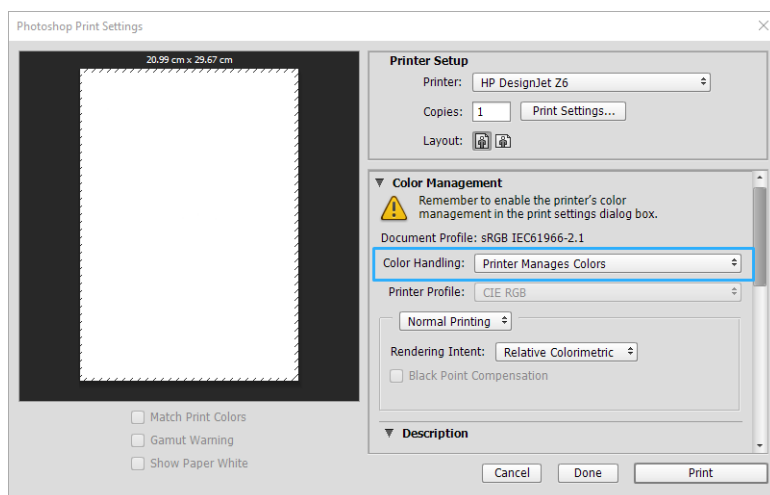 Photoshop Print Settings
20.99 cm x 29.67 cm
Match Print Colors
Gamut Warning
Show Paper White
Printer Setup
Printer: HP DesignJet Z6
Copies: 1 Print Settings...
Layout:
Color Management
Remember to enable the printer's color
management in the print settings dialog box.
Document Profile: sRGB IEC61966-2.1
Color Handling: Printer Manages Colors
Printer Profile: CIE RGB
Normal Printing
Rendering Intent: Relative Colorimetric
Black Point Compensation
Description
Cancel Done Print